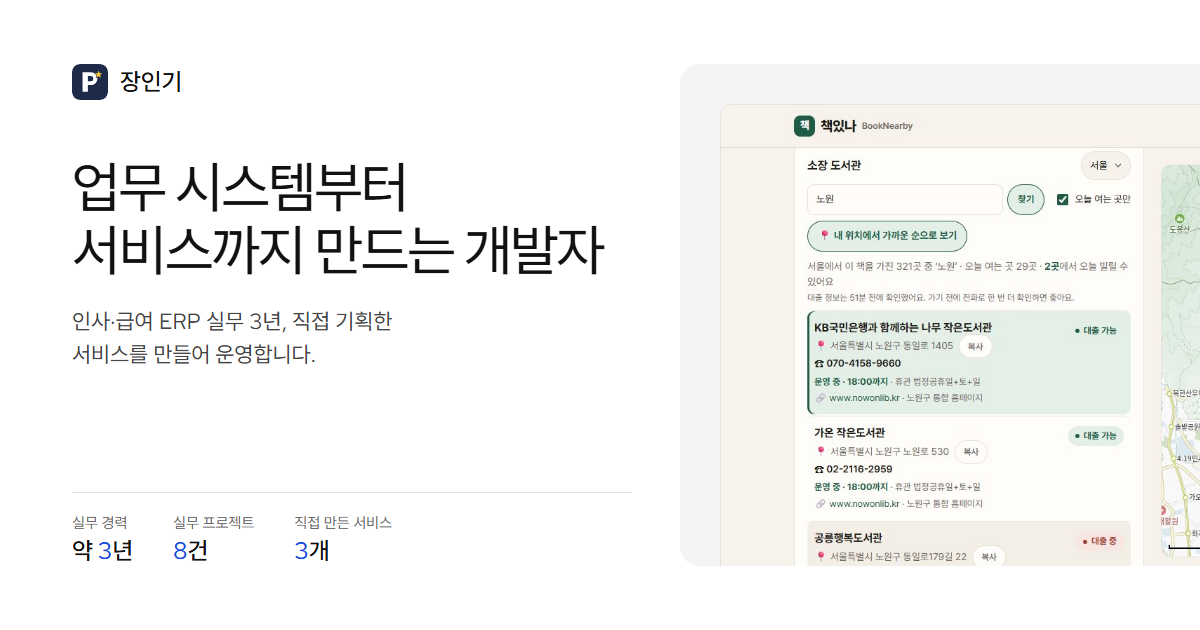 P 장인기
업무 시스템부터
서비스까지 만드는 개발자
인사·급여 ERP 실무 3년, 직접 기획한
서비스를 만들어 운영합니다.
실무 경력
약 3년
실무 프로젝트
8건
직접 만든 서비스
3개
책 책있나 BookNearby
소장 도서관
서울
노원
찾기
오늘 여는 곳만
내 위치에서 가까운 순으로 보기
서울에서 이 책을 가진 321곳 중 '노원' · 오늘 여는 곳 29곳 · 2곳에서 오늘 빌릴 수
있어요
대출 정보는 51분 전에 확인했어요. 가기 전에 전화로 한 번 더 확인하면 좋아요.
KB국민은행과 함께하는 나무 작은도서관
대출 가능
서울특별시 노원구 동일로 1405 복사
☎ 070-4158-9660
운영 중 · 18:00까지 · 휴관 법정공휴일+토+일
www.nowonlib.kr · 노원구 통합 홈페이지
가온 작은도서관
대출 가능
서울특별시 노원구 노원로 530 복사
☎ 02-2116-2959
운영 중 · 18:00까지 · 휴관 법정공휴일+토+일
www.nowonlib.kr · 노원구 통합 홈페이지
공릉행복도서관
대출 중
서울특별시 노원구 동일로179길 22 복사
도봉산